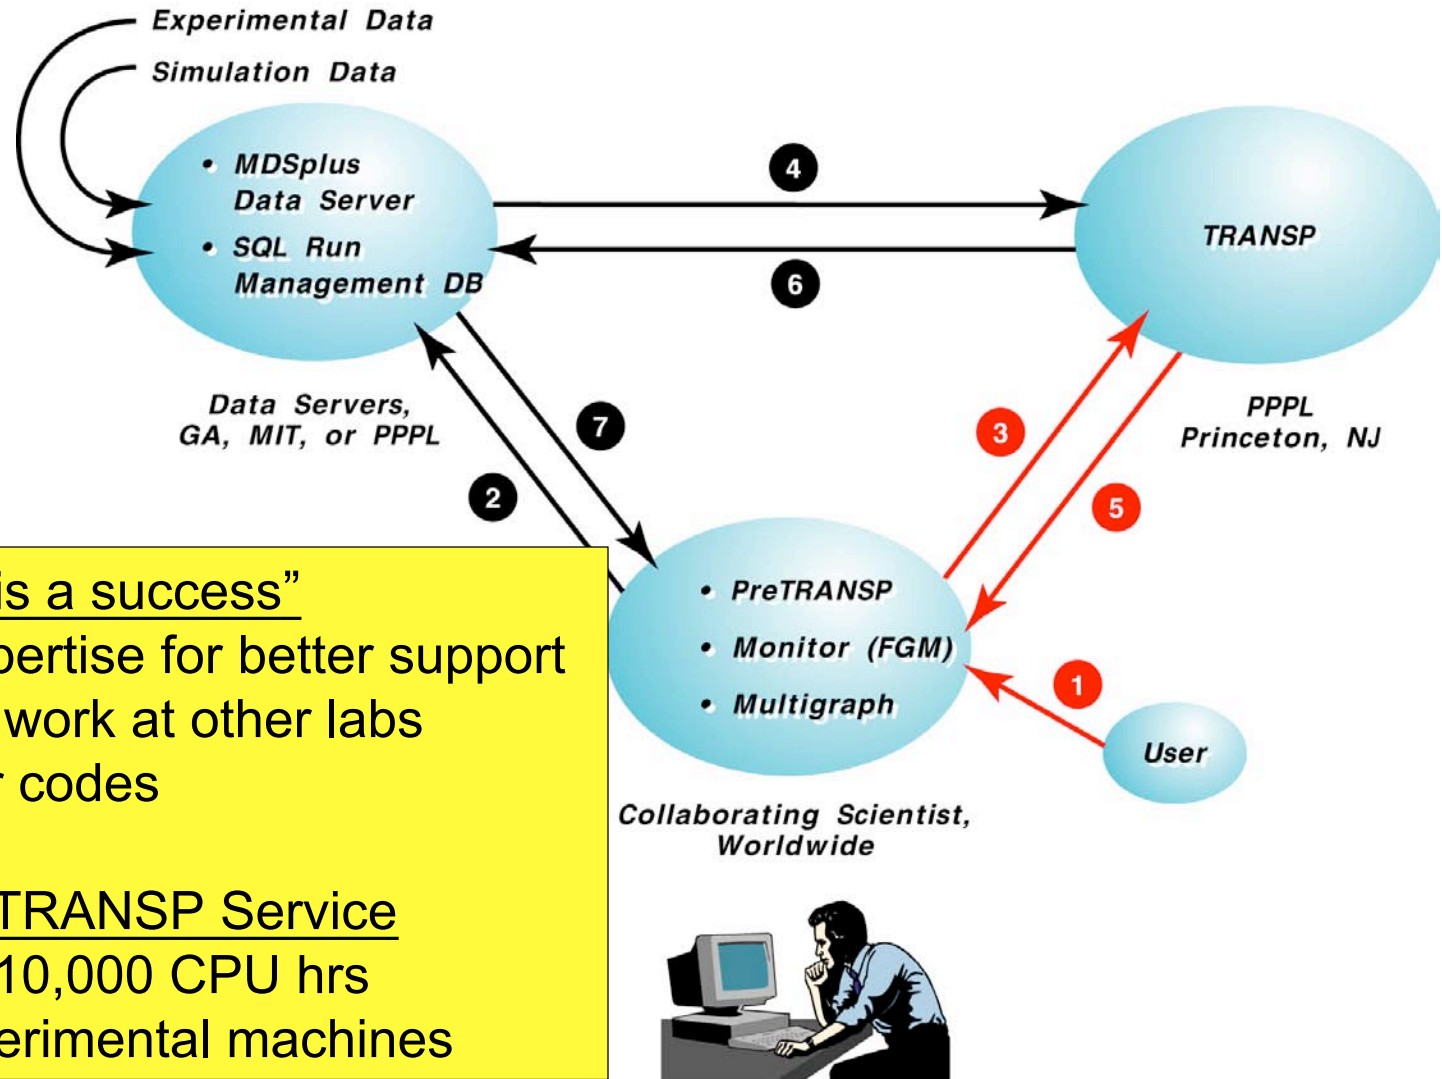 Experimental Data
Simulation Data
• MDSplus
Data Server
• SQL Run
Management DB
4
TRANSP
6
Data Servers,
GA, MIT, or PPPL
7
3
PPPL
Princeton, NJ
2
5
is a success”
pertise for better support
work at other labs
r codes
TRANSP Service
10,000 CPU hrs
erimental machines
• PreTRANSP
• Monitor (FGM)
• Multigraph
1
User
Collaborating Scientist,
Worldwide